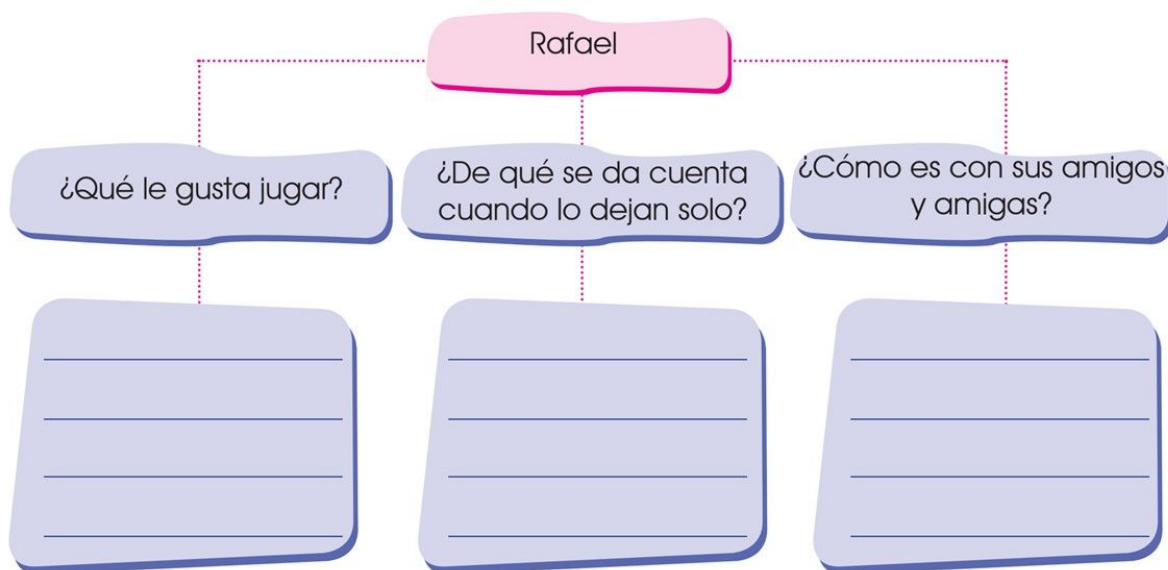 Rafael
¿Qué le gusta jugar?
¿De qué se da cuenta
cuando lo dejan solo?
¿Cómo es con sus amigos
y amigas?